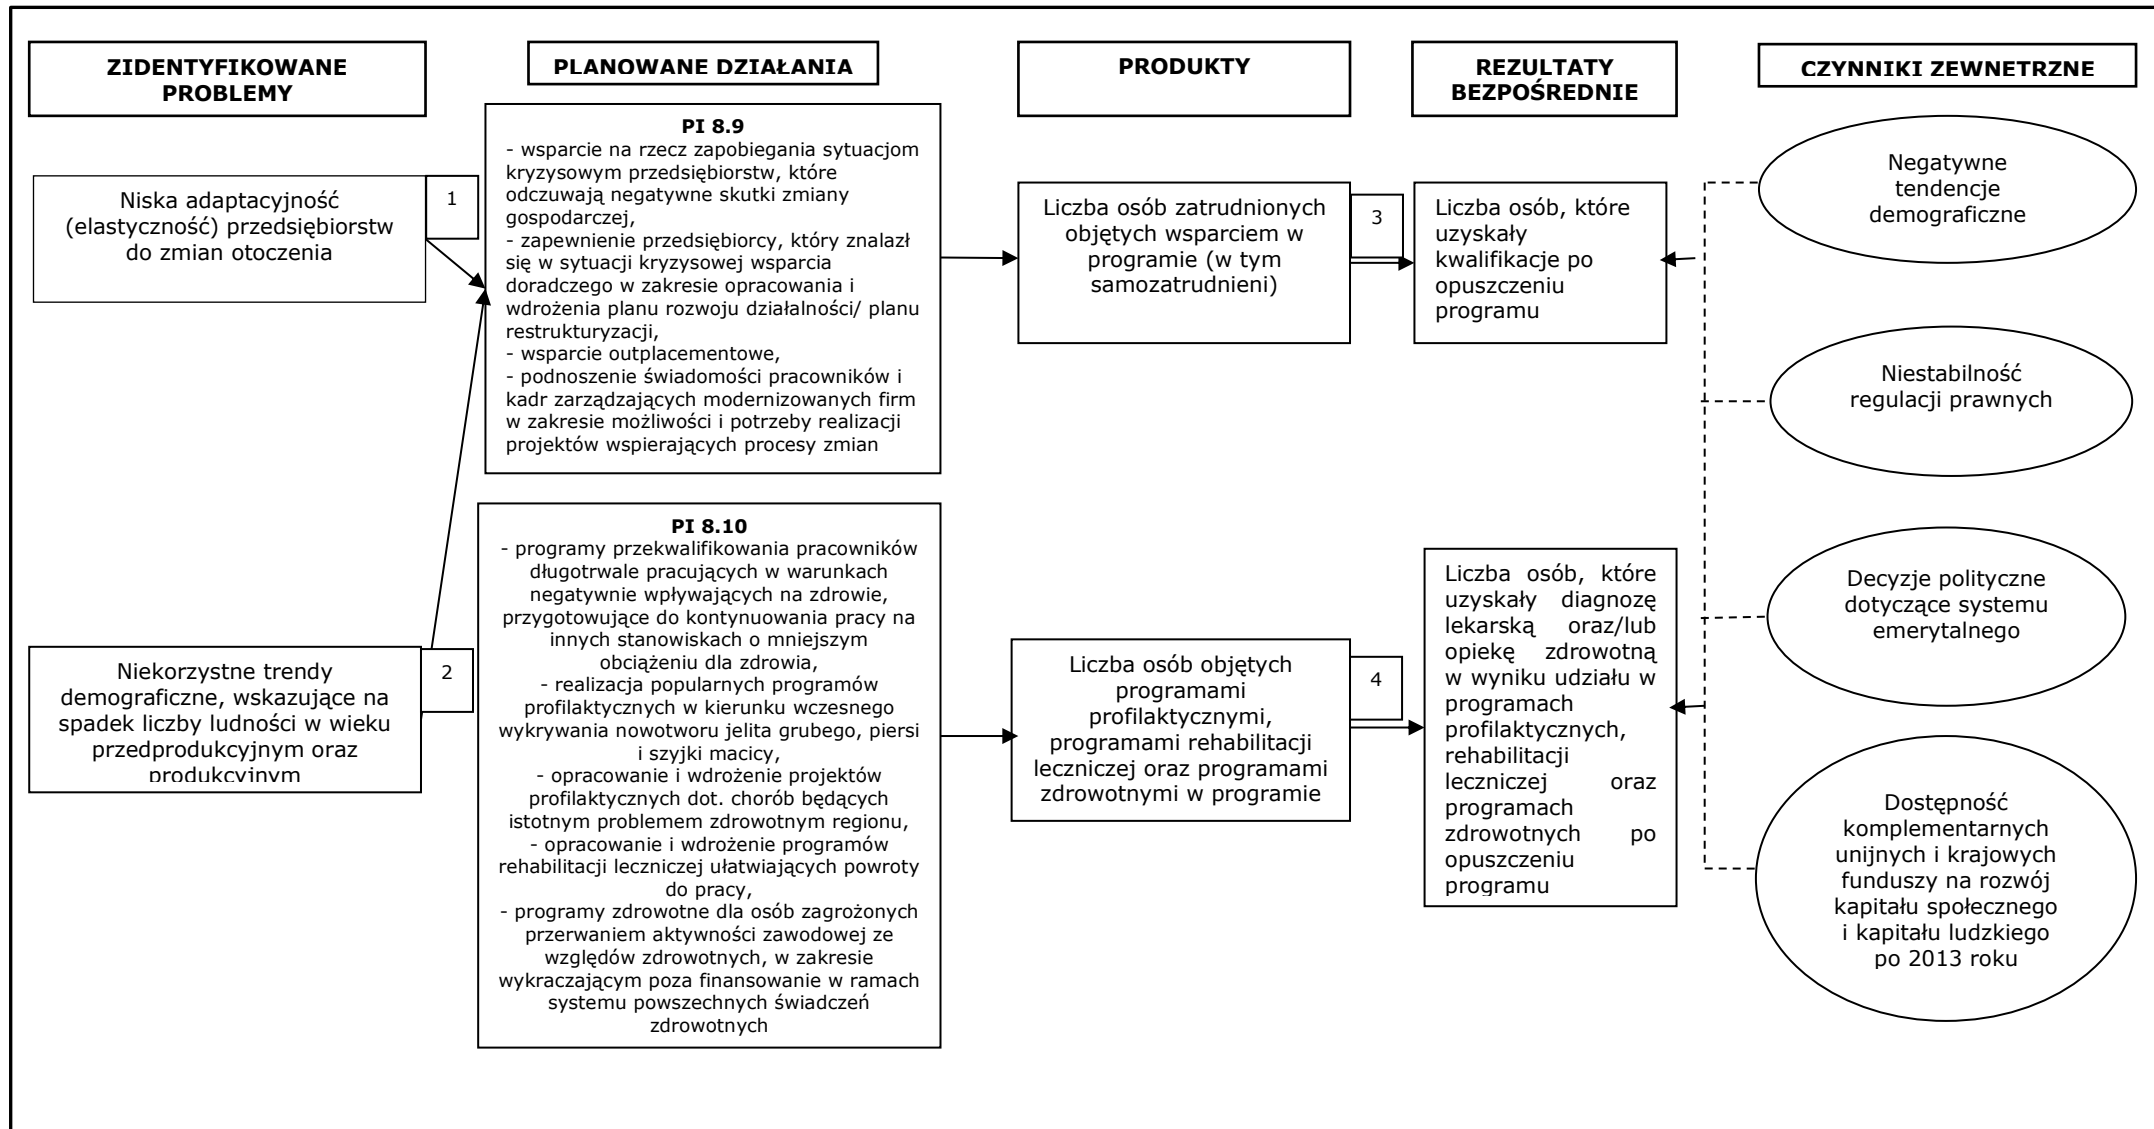 ZIDENTYFIKOWANE
PROBLEMY
PLANOWANE DZIAŁANIA
PRODUKTY
REZULTATY
BEZPOŚREDNIE
CZYNNIKI ZEWNETRZNE
Niska adaptacyjność
(elastyczność) przedsiębiorstw
do zmian otoczenia
1
Niekorzystne trendy
demograficzne, wskazujące na
spadek liczby ludności w wieku
przedprodukcyjnym oraz
produkcyjnym
2
PI 8.9
- wsparcie na rzecz zapobiegania sytuacjom
kryzysowym przedsiębiorstw, które
odczuwają negatywne skutki zmiany
gospodarczej,
- zapewnienie przedsiębiorcy, który znalazł
się w sytuacji kryzysowej wsparcia
doradczego w zakresie opracowania i
wdrożenia planu rozwoju działalności/ planu
restrukturyzacji,
- wsparcie outplacementowe,
- podnoszenie świadomości pracowników i
kadr zarządzających modernizowanych firm
w zakresie możliwości i potrzeby realizacji
projektów wspierających procesy zmian
PI 8.10
- programy przekwalifikowania pracowników
długotrwale pracujących w warunkach
negatywnie wpływających na zdrowie,
przygotowujące do kontynuowania pracy na
innych stanowiskach o mniejszym
obciążeniu dla zdrowia,
- realizacja popularnych programów
profilaktycznych w kierunku wczesnego
wykrywania nowotworu jelita grubego, piersi
i szyjki macicy,
- opracowanie i wdrożenie projektów
profilaktycznych dot. chorób będących
istotnym problemem zdrowotnym regionu,
- opracowanie i wdrożenie programów
rehabilitacji leczniczej ułatwiających powroty
do pracy,
- programy zdrowotne dla osób zagrożonych
przerwaniem aktywności zawodowej ze
względów zdrowotnych, w zakresie
wykraczającym poza finansowanie w ramach
systemu powszechnych świadczeń
zdrowotnych
Liczba osób zatrudnionych
objętych wsparciem w
programie (w tym
samozatrudnieni)
3
Liczba osób objętych
programami
profilaktycznymi,
programami rehabilitacji
leczniczej oraz programami
zdrowotnymi w programie
4
Liczba osób, które
uzyskały
kwalifikacje po
opuszczeniu
programu
Liczba osób, które
uzyskały diagnozę
lekarską oraz/lub
opiekę zdrowotną
w wyniku udziału w
programach
profilaktycznych,
rehabilitacji
leczniczej oraz
programach
zdrowotnych po
opuszczeniu
programu
Negatywne
tendencje
demograficzne
Niestabilność
regulacji prawnych
Decyzje polityczne
dotyczące systemu
emerytalnego
Dostępność
komplementarnych
unijnych i krajowych
funduszy na rozwój
kapitału społecznego
i kapitału ludzkiego
po 2013 roku